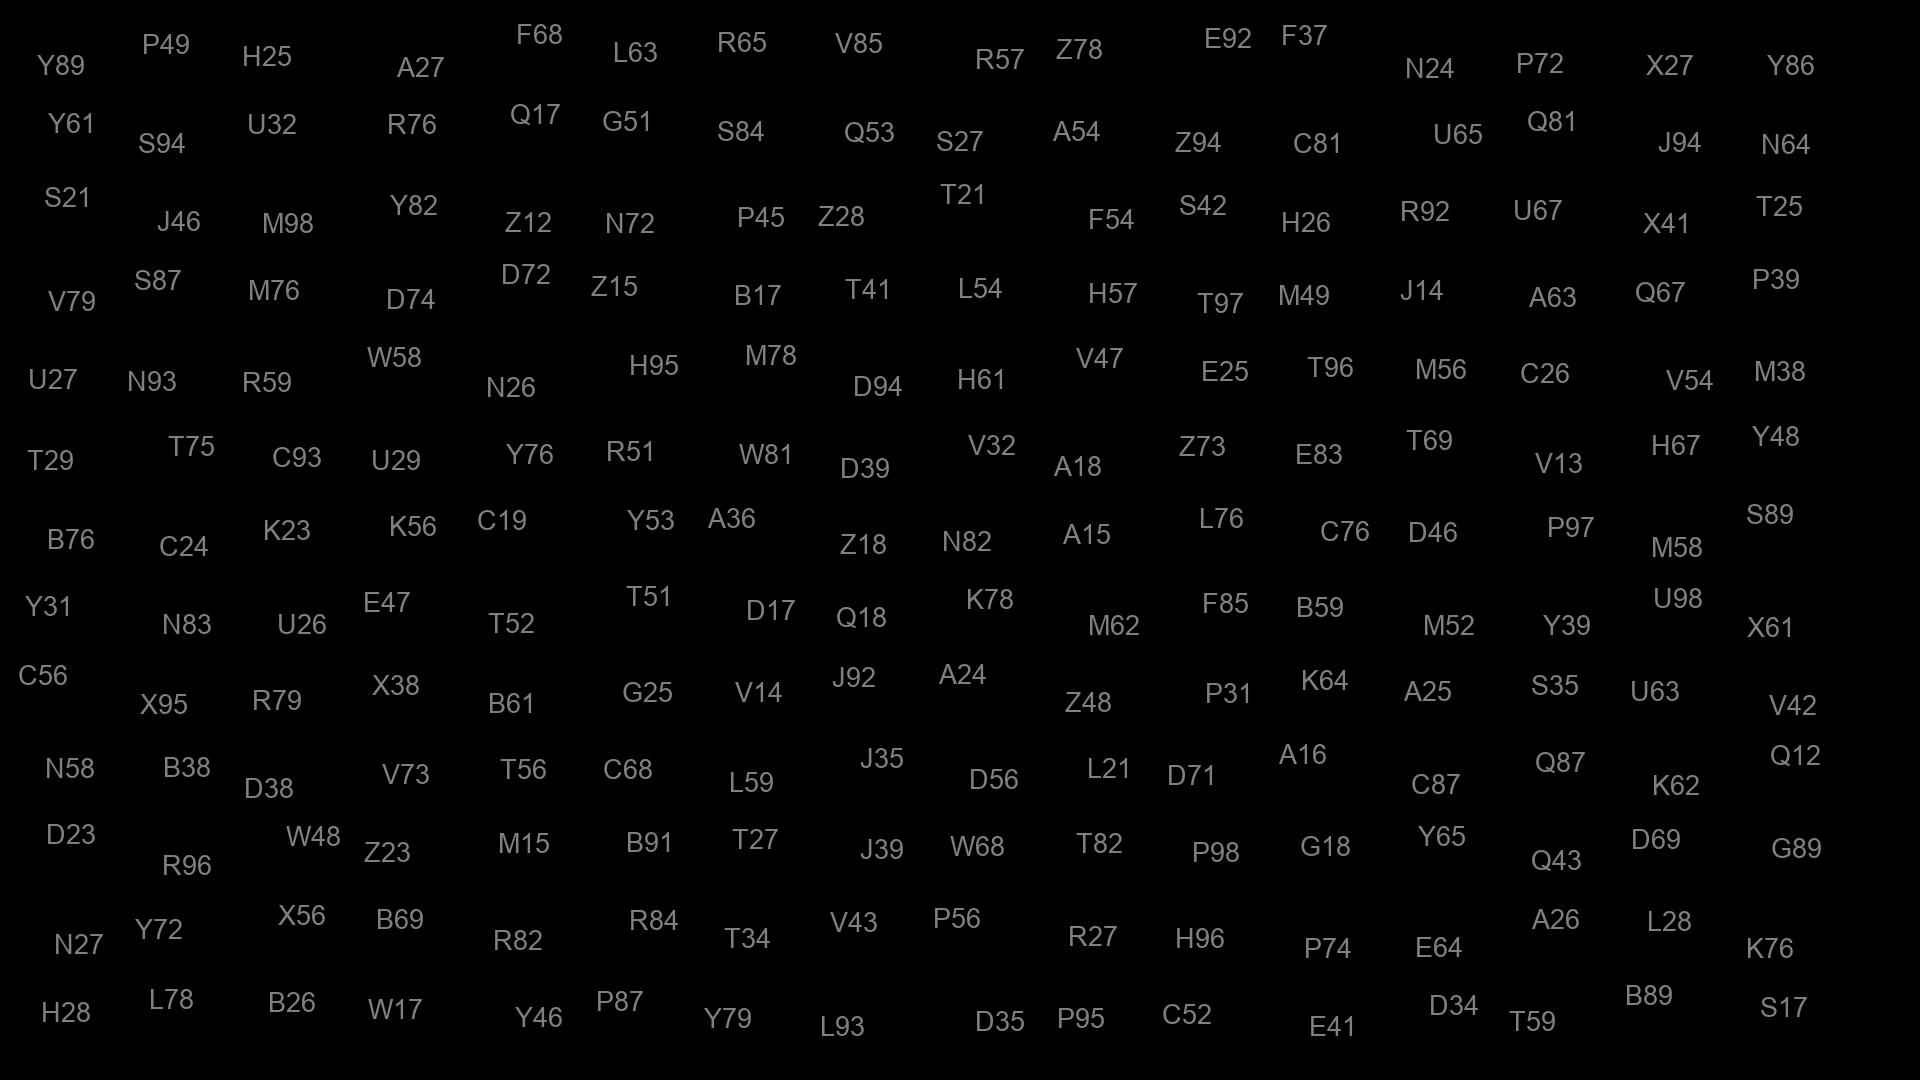 Y89 P49 H25 A27 F68 L63 R65 V85 R57 Z78 E92 F37 N24 P72 X27 Y86
Y61 S94 U32 R76 Q17 G51 S84 Q53 S27 A54 Z94 C81 U65 Q81 J94 N64
S21 J46 M98 Y82 Z12 N72 P45 Z28 T21 F54 S42 H26 R92 U67 X41 T25
V79 S87 M76 D74 D72 Z15 B17 T41 L54 H57 T97 M49 J14 A63 Q67 P39
U27 N93 R59 W58 N26 H95 M78 D94 H61 V47 E25 T96 M56 C26 V54 M38
T29 T75 C93 U29 Y76 R51 W81 D39 V32 A18 Z73 E83 T69 V13 H67 Y48
B76 C24 K23 K56 C19 Y53 A36 Z18 N82 A15 L76 C76 D46 P97 M58 S89
Y31 N83 U26 E47 T52 T51 D17 Q18 K78 M62 F85 B59 M52 Y39 U98 X61
C56 X95 R79 X38 B61 G25 V14 J92 A24 Z48 P31 K64 A25 S35 U63 V42
N58 B38 D38 V73 T56 C68 L59 J35 D56 L21 D71 A16 C87 Q87 K62 Q12
D23 R96 W48 Z23 M15 B91 T27 J39 W68 T82 P98 G18 Y65 Q43 D69 G89
N27 Y72 X56 B69 R82 R84 T34 V43 P56 R27 H96 P74 E64 A26 L28 K76
H28 L78 B26 W17 Y46 P87 Y79 L93 D35 P95 C52 E41 D34 T59 B89 S17